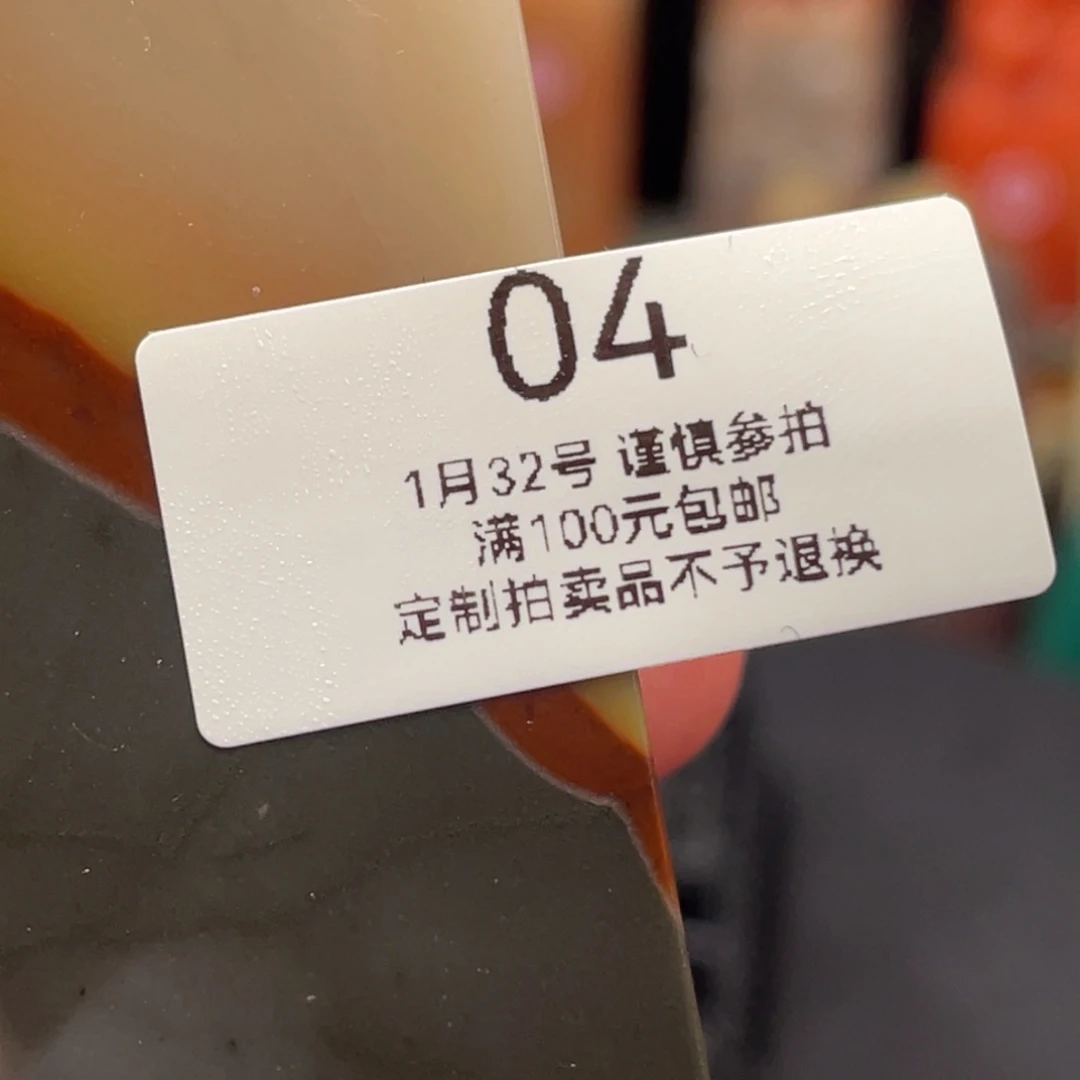 04
1月32号 谨慎参拍
满100元包邮
定制拍卖品不予退换